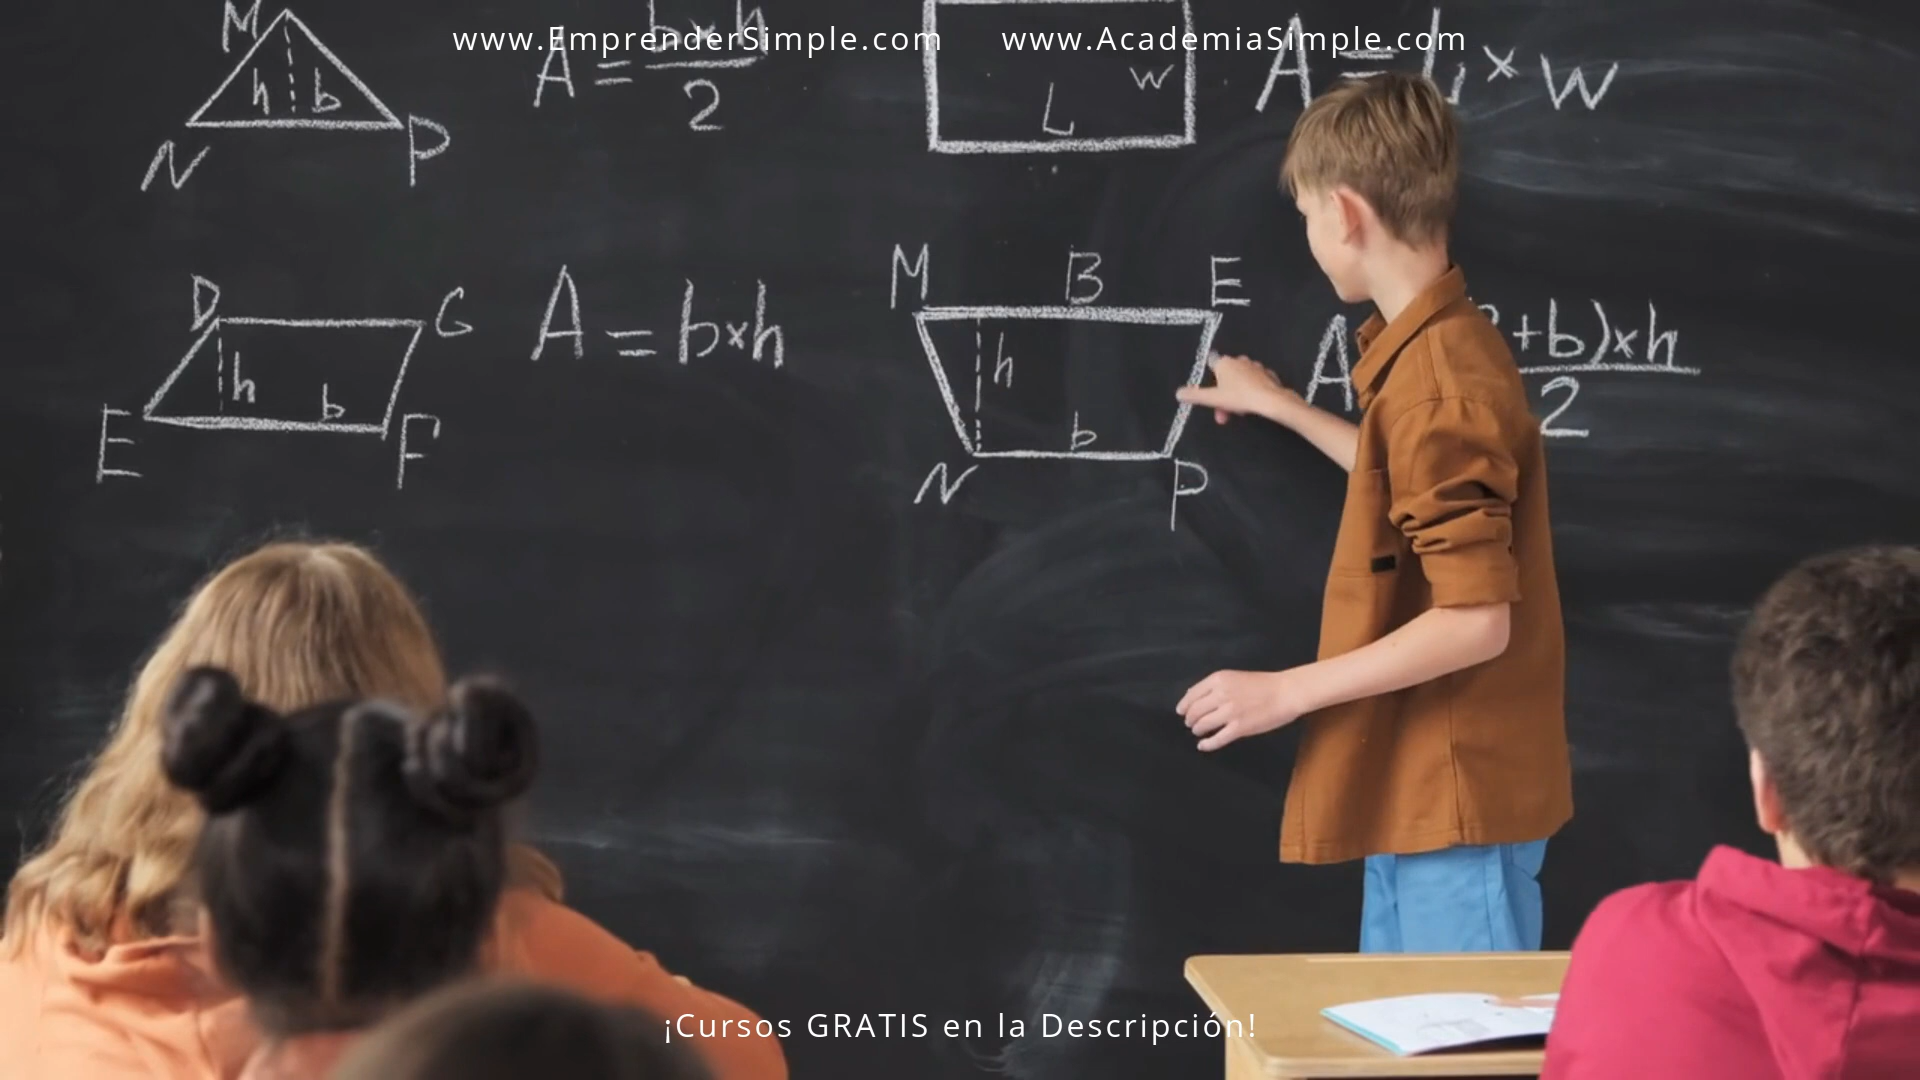 www.EmprenderSimple.com www.AcademiaSimple.com
M
h b
N P
A = b×h
2
L w
A = L × w
D G
h b
E F
A = b×h
M B E
h
b
N P
A
+b)×h
2
¡Cursos GRATIS en la Descripción!